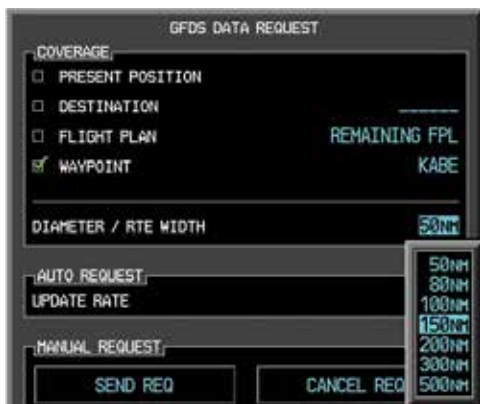 GFDS DATA REQUEST
COVERAGE
PRESENT POSITION
DESTINATION ______
FLIGHT PLAN REMAINING FPL
WAYPOINT KABE
DIAMETER / RTE WIDTH 50NM
50NM
80NM
100NM
150NM
200NM
300NM
500NM
AUTO REQUEST
UPDATE RATE
MANUAL REQUEST
SEND REQ CANCEL REQ